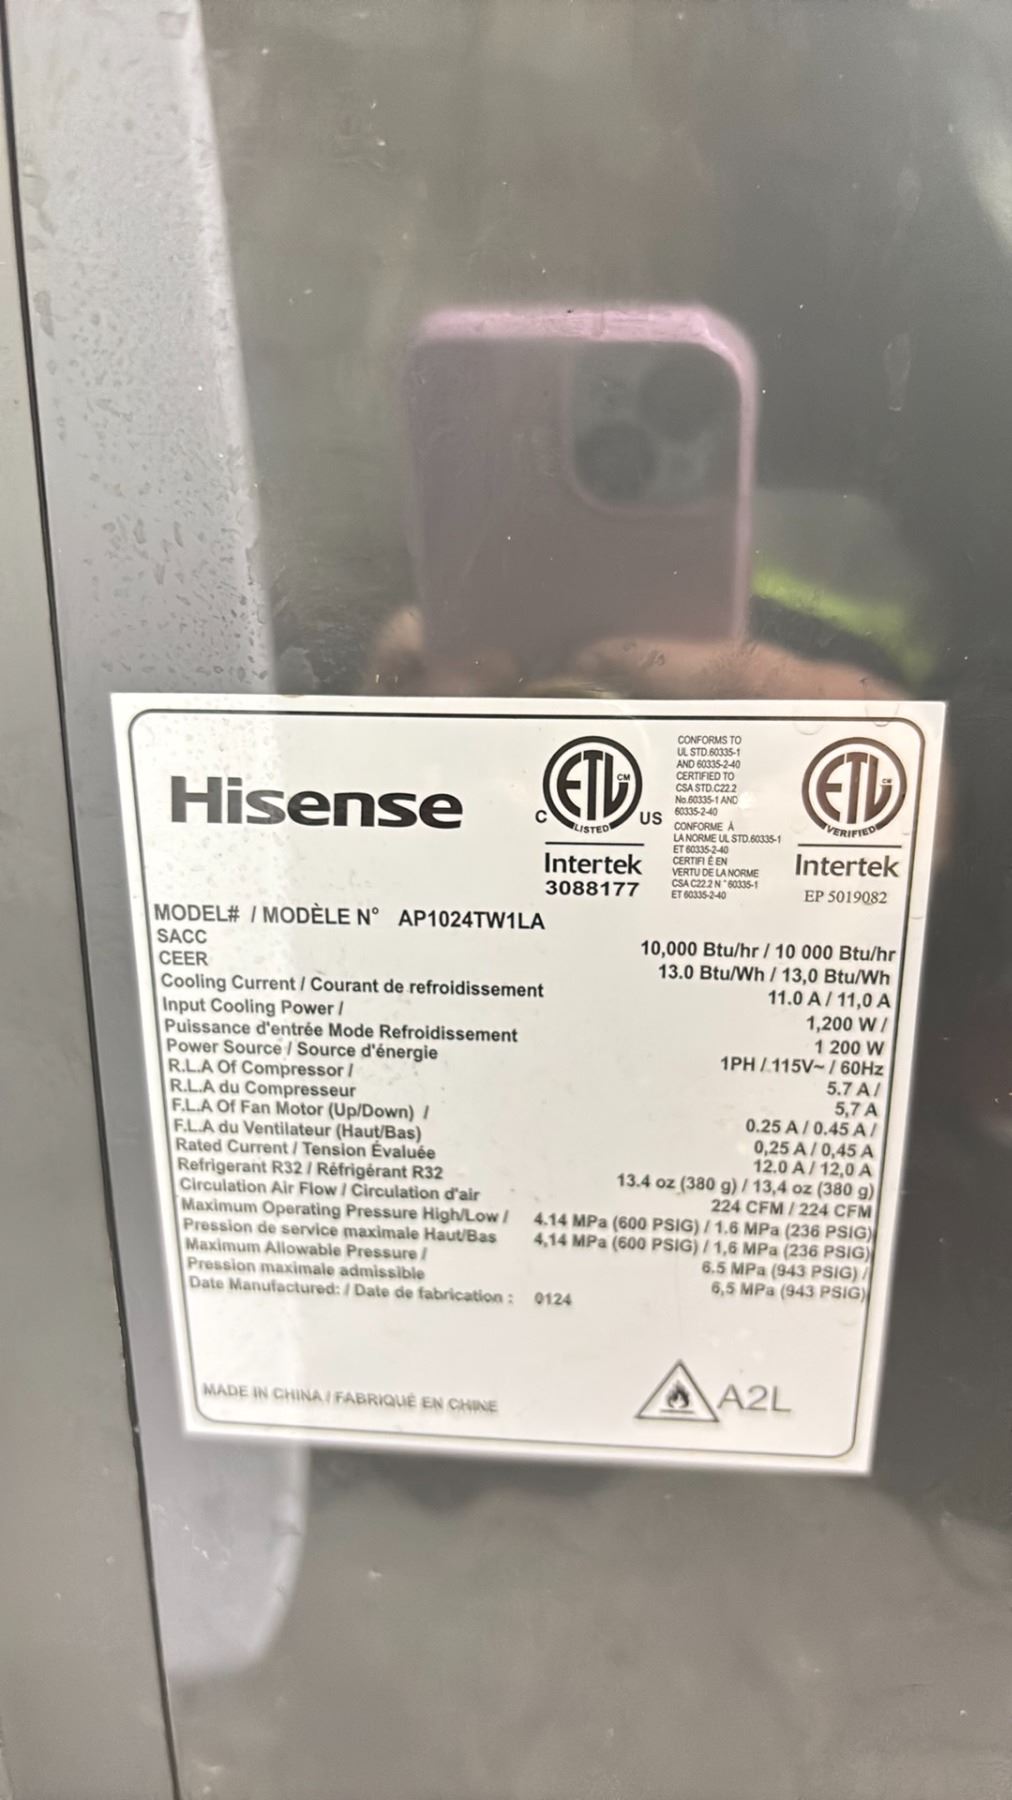 Hisense
ETL CM
C LISTED US
Intertek
3088177
CONFORMS TO
UL STD.60335-1
AND 60335-2-40
CERTIFIED TO
CSA STD.C22.2
No.60335-1 AND
60335-2-40
CONFORME À
LA NORME UL STD.60335-1
ET 60335-2-40
CERTIFI É EN
VERTU DE LA NORME
CSA C22.2 N ° 60335-1
ET 60335-2-40
ETL CM
VERIFIED
Intertek
EP 5019082
MODEL# / MODÈLE N° AP1024TW1LA
SACC 10,000 Btu/hr / 10 000 Btu/hr
CEER 13.0 Btu/Wh / 13,0 Btu/Wh
Cooling Current / Courant de refroidissement 11.0 A / 11,0 A
Input Cooling Power / 1,200 W /
Puissance d'entrée Mode Refroidissement 1 200 W
Power Source / Source d'énergie 1PH / 115V~ / 60Hz
R.L.A Of Compressor / 5.7 A /
R.L.A du Compresseur 5,7 A
F.L.A Of Fan Motor (Up/Down) / 0.25 A / 0.45 A /
F.L.A du Ventilateur (Haut/Bas) 0,25 A / 0,45 A
Rated Current / Tension Évaluée 12.0 A / 12,0 A
Refrigerant R32 / Réfrigérant R32 13.4 oz (380 g) / 13,4 oz (380 g)
Circulation Air Flow / Circulation d'air 224 CFM / 224 CFM
Maximum Operating Pressure High/Low / 4.14 MPa (600 PSIG) / 1.6 MPa (236 PSIG)
Pression de service maximale Haut/Bas 4,14 MPa (600 PSIG) / 1,6 MPa (236 PSIG)
Maximum Allowable Pressure / 6.5 MPa (943 PSIG) /
Pression maximale admissible 6,5 MPa (943 PSIG)
Date Manufactured: / Date de fabrication : 0124
MADE IN CHINA / FABRIQUÉ EN CHINE
A2L